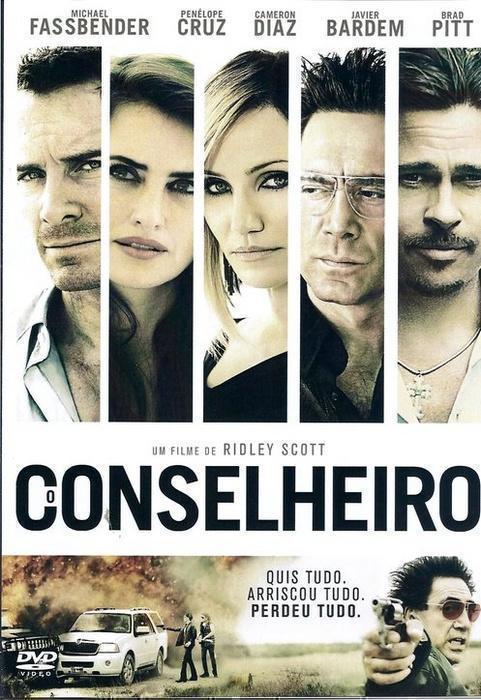 MICHAEL FASSBENDER
PENÉLOPE CRUZ
CAMERON DIAZ
JAVIER BARDEM
BRAD PITT
UM FILME DE RIDLEY SCOTT
O CONSELHEIRO
QUIS TUDO.
ARRISCOU TUDO.
PERDEU TUDO.
DVD
VIDEO